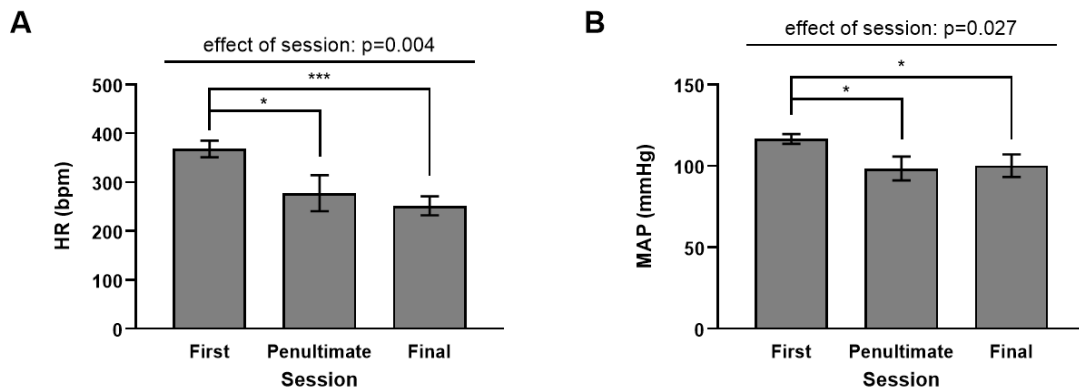 A
effect of session: p=0.004
***
*
500
400
300
200
100
0
HR (bpm)
First Penultimate Final
Session
B
effect of session: p=0.027
*
*
150
100
50
0
MAP (mmHg)
First Penultimate Final
Session